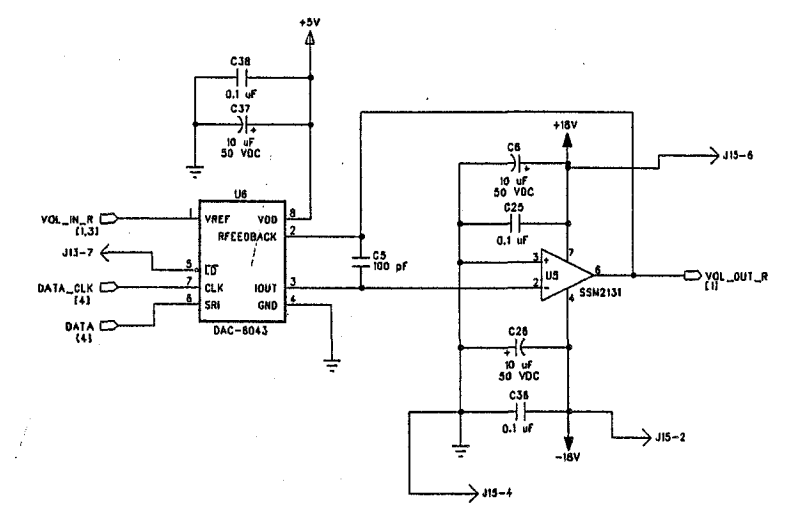 +5V
C38
0.1 uF
C37
+
10 uF
50 VDC
+18V
C6
+
10 uF
50 VDC
J15-6
U6
VOL_IN_R
[1,3]
1
VREF
VDD
8
RFEEDBACK
2
C25
0.1 uF
J13-7
C5
100 pF
5
LD
DATA_CLK
[4]
7
CLK
IOUT
3
6
SRI
GND
4
DATA
[4]
DAC-8043
3
+
7
U5
6
2
-
4
SSM2131
VOL_OUT_R
[1]
C26
+
10 uF
50 VDC
C36
0.1 uF
J15-2
-18V
J15-4